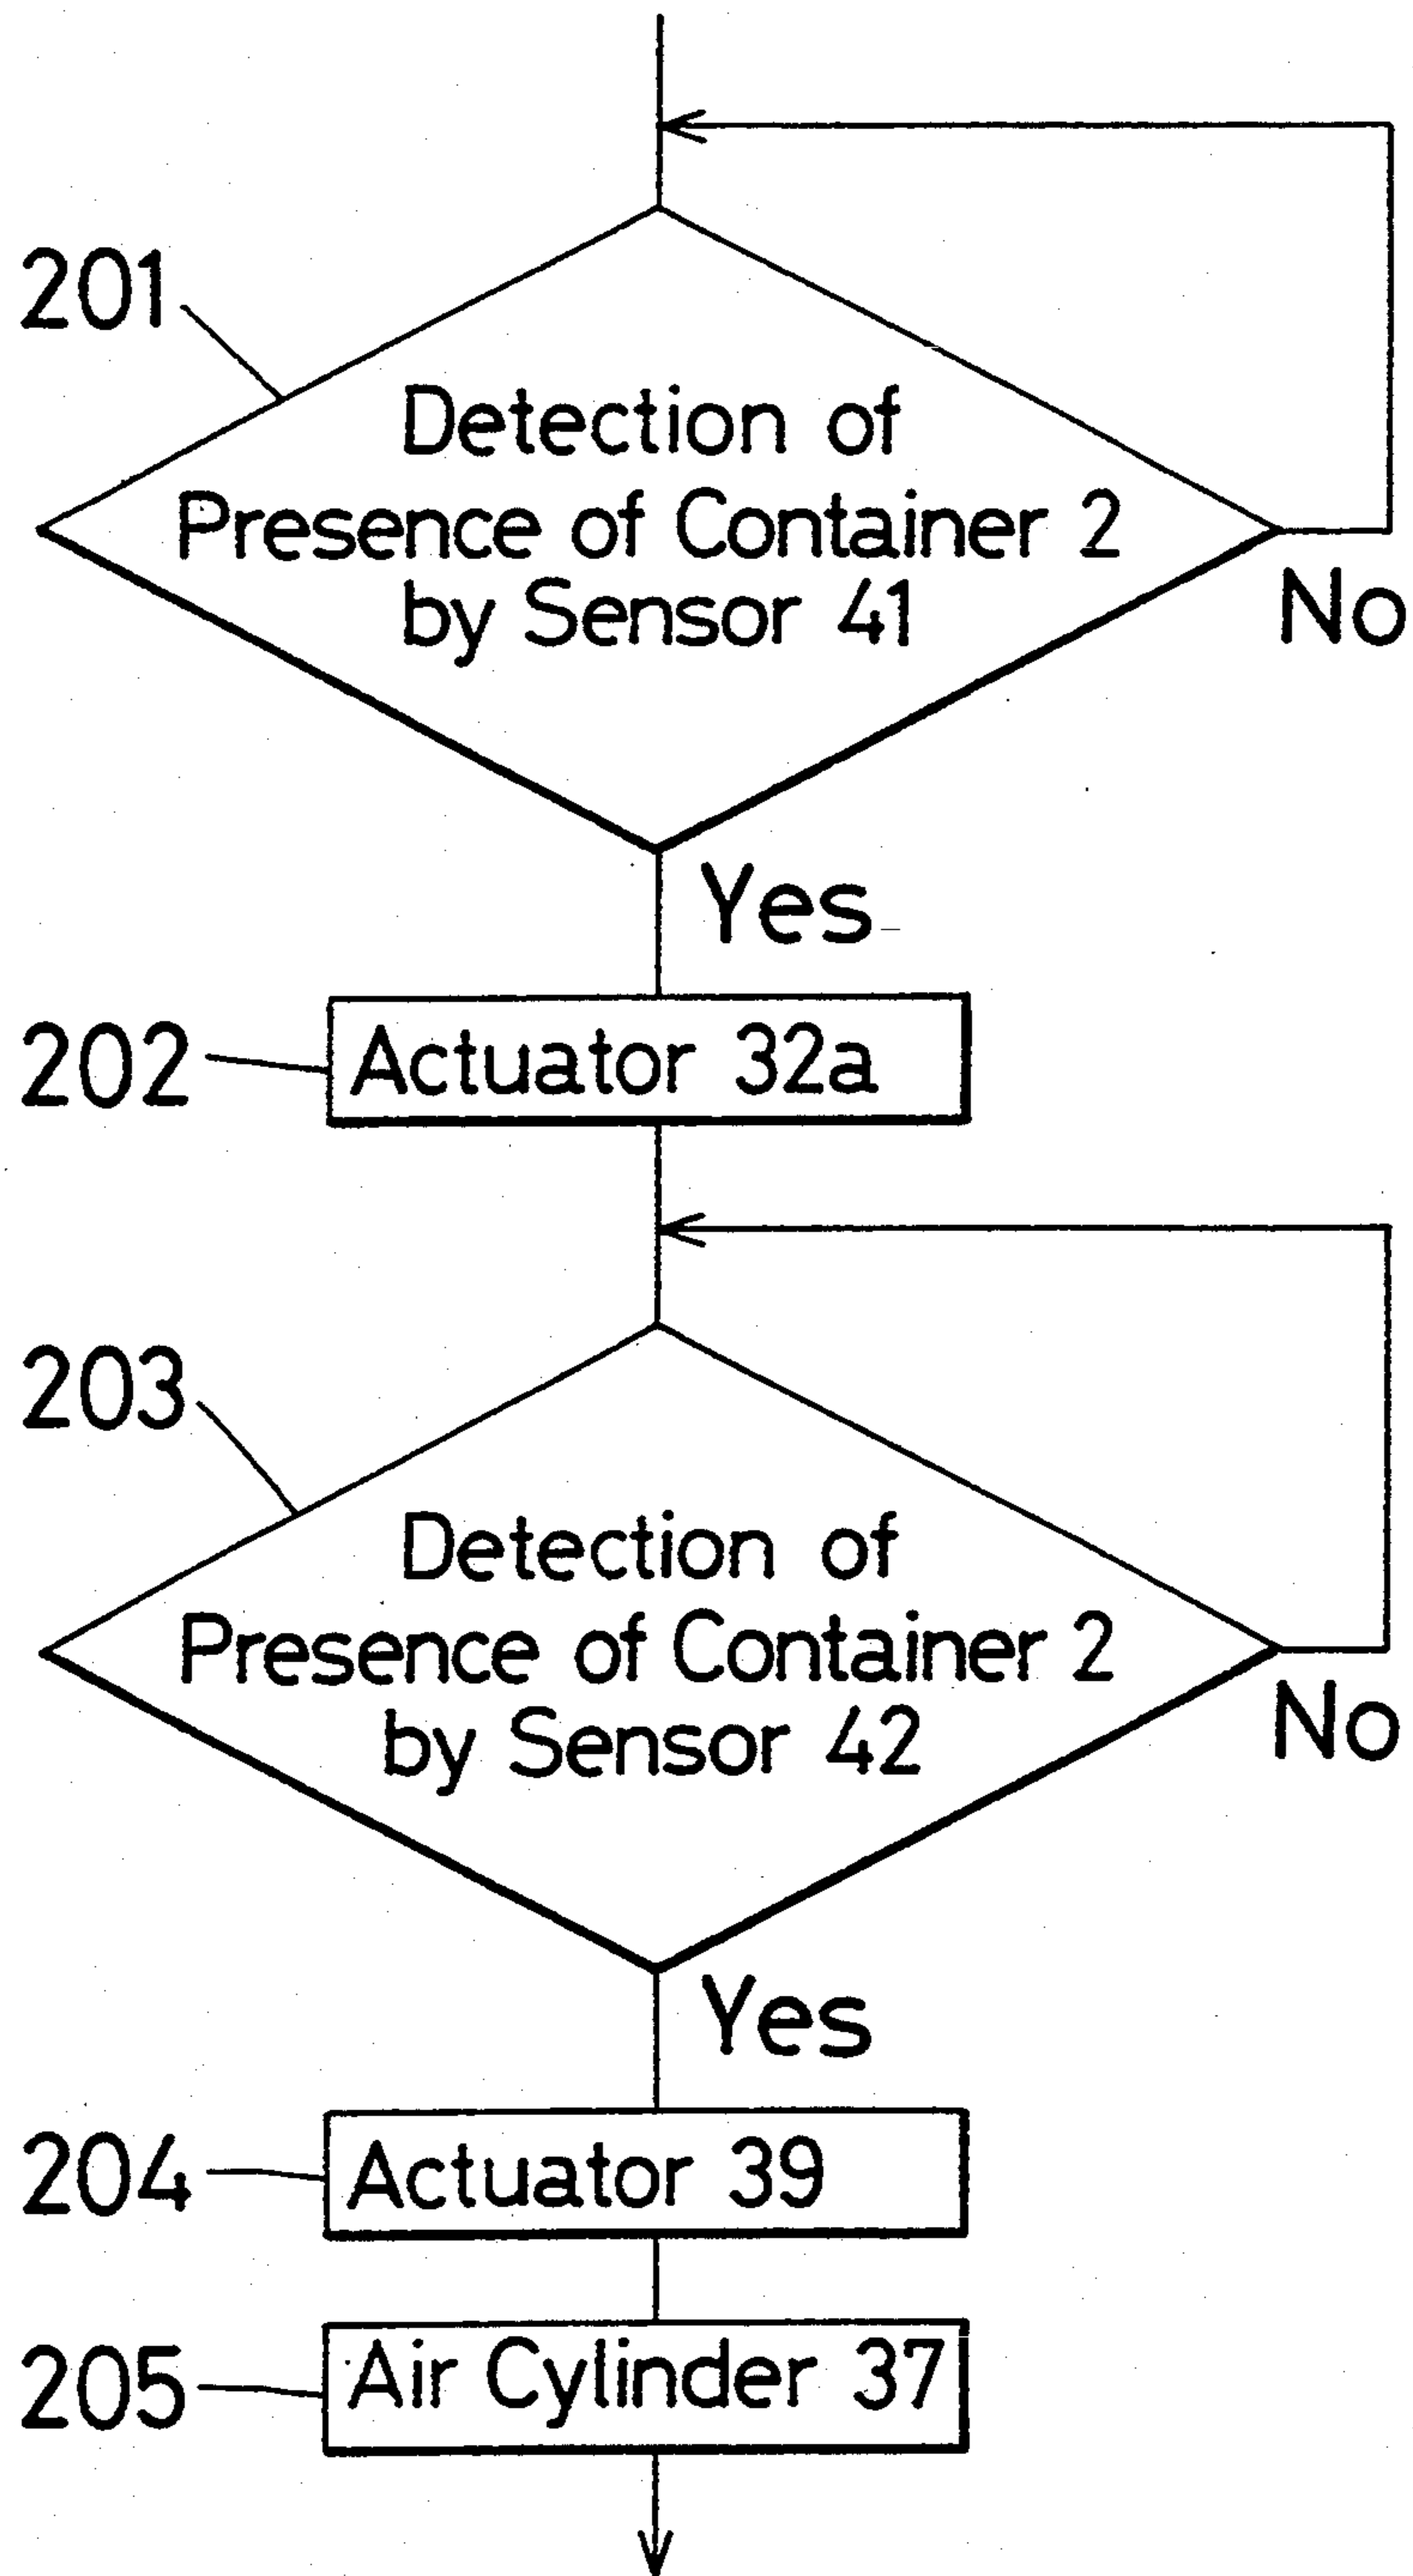 201
Detection of
Presence of Container 2
by Sensor 41
No
Yes
202
Actuator 32a
203
Detection of
Presence of Container 2
by Sensor 42
No
Yes
204
Actuator 39
205
Air Cylinder 37